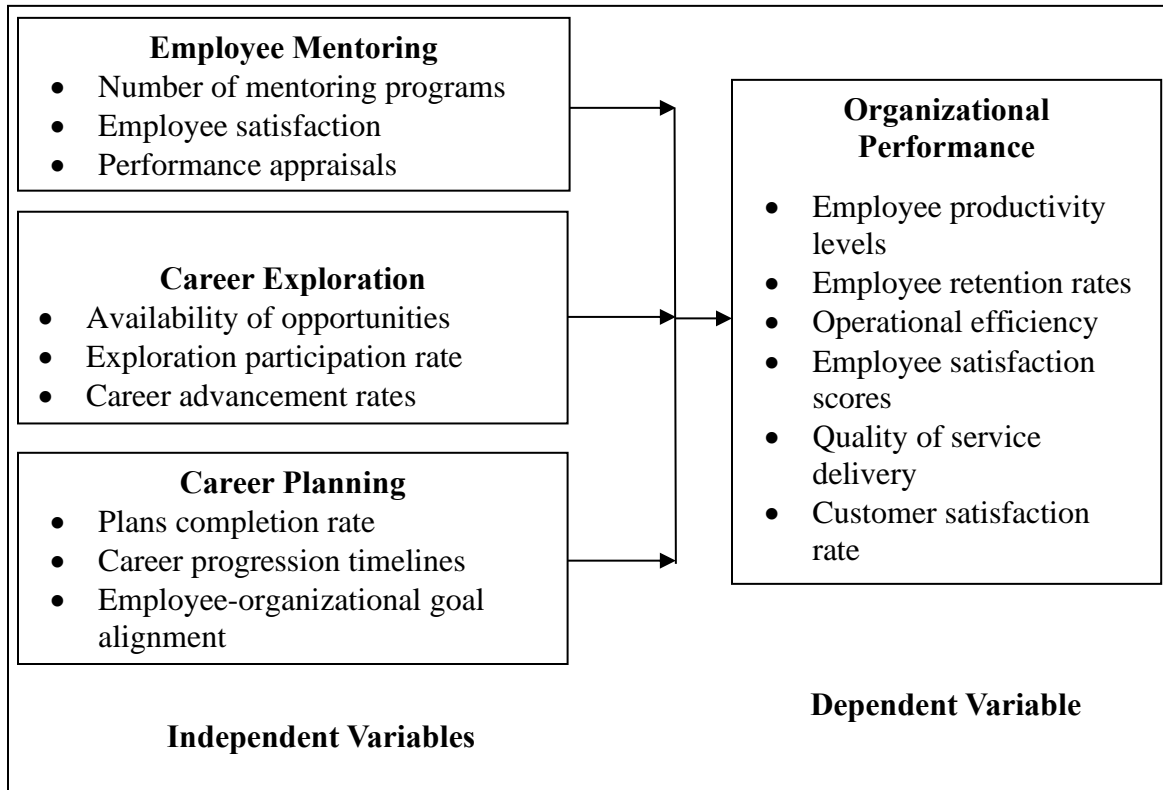 Employee Mentoring
• Number of mentoring programs
• Employee satisfaction
• Performance appraisals
Career Exploration
• Availability of opportunities
• Exploration participation rate
• Career advancement rates
Career Planning
• Plans completion rate
• Career progression timelines
• Employee-organizational goal
alignment
Independent Variables
Organizational
Performance
• Employee productivity
levels
• Employee retention rates
• Operational efficiency
• Employee satisfaction
scores
• Quality of service
delivery
• Customer satisfaction
rate
Dependent Variable